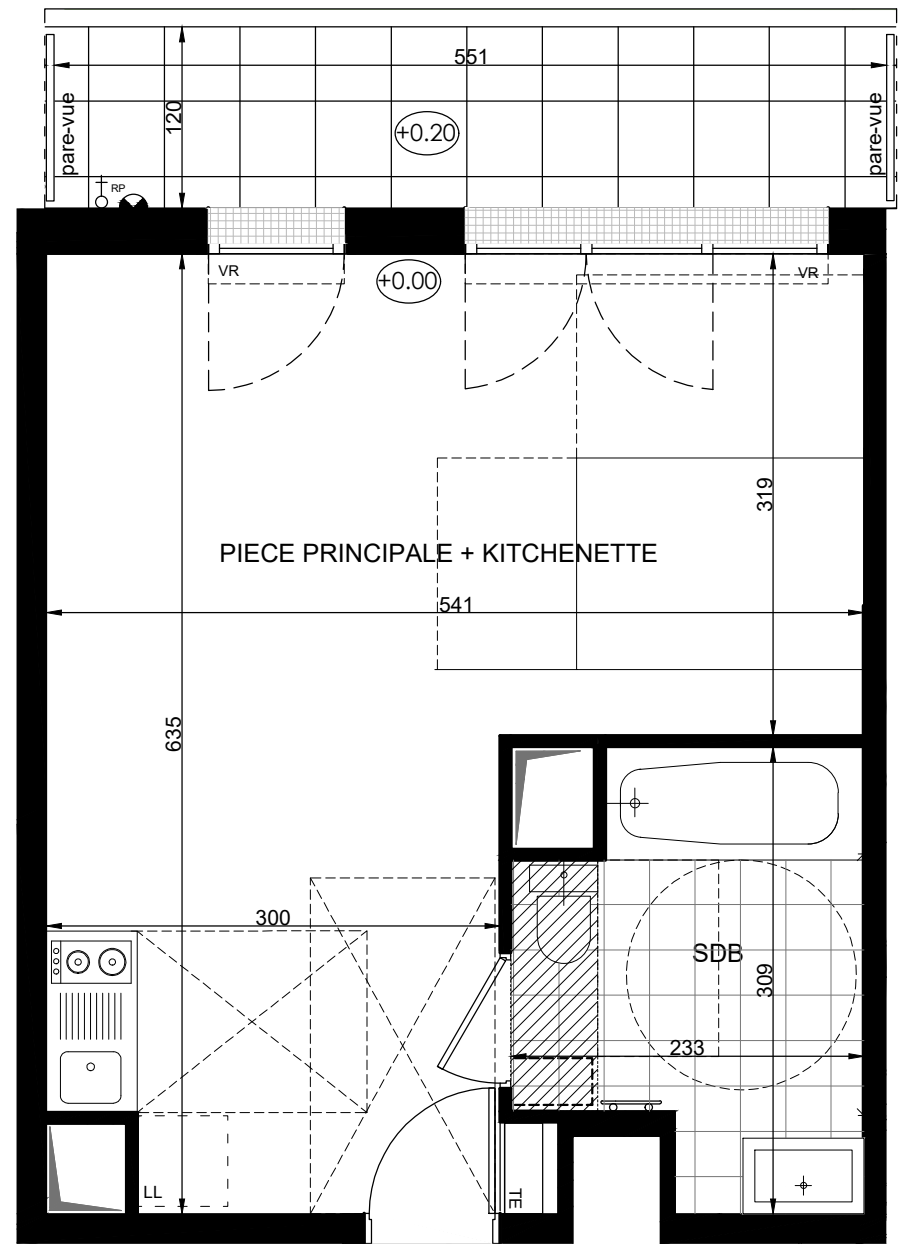 551
pare-vue
120
+0.20
pare-vue
RP
VR
+0.00
VR
319
PIECE PRINCIPALE + KITCHENETTE
541
635
300
SDB
309
233
LL
TE